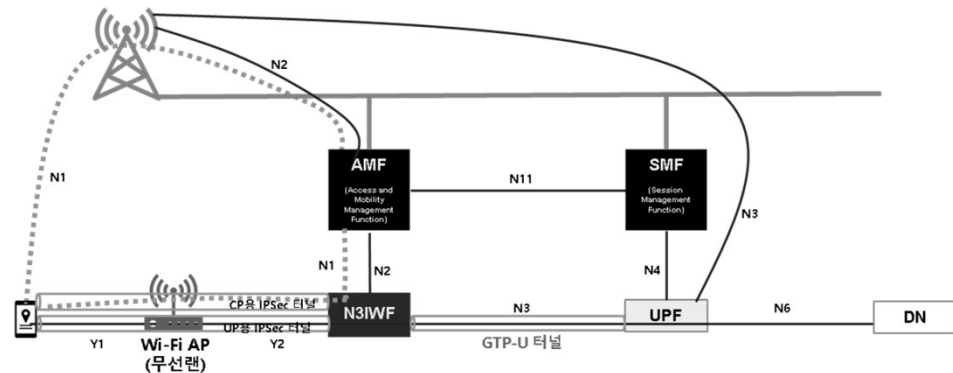 N2
N1
AMF
(Access and
Mobility
Management
Function)
N11
SMF
(Session
Management
Function)
N3
N1
N2
N4
CP용 IPSec 터널
UP용 IPSec 터널
N3IWF
N3
UPF
N6
DN
Y1
Wi-Fi AP
(무선랜)
Y2
GTP-U 터널